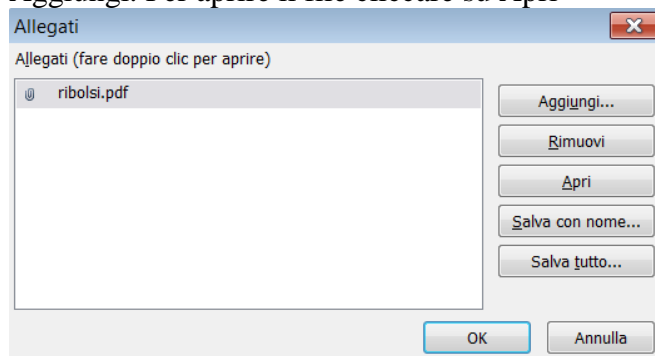 Aggiungi. Per aprire il file cliccare su Apri
Allegati
Allegati (fare doppio clic per aprire)
ribolsi.pdf
Aggiungi...
Rimuovi
Apri
Salva con nome...
Salva tutto...
OK
Annulla